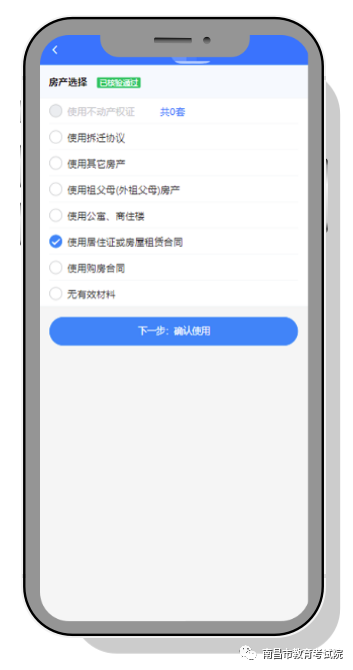 房产选择 已核验通过
使用不动产权证 共0套
使用拆迁协议
使用其它房产
使用祖父母(外祖父母)房产
使用公寓、商住楼
使用居住证或房屋租赁合同
使用购房合同
无有效材料
下一步：确认使用
南昌市教育考试院